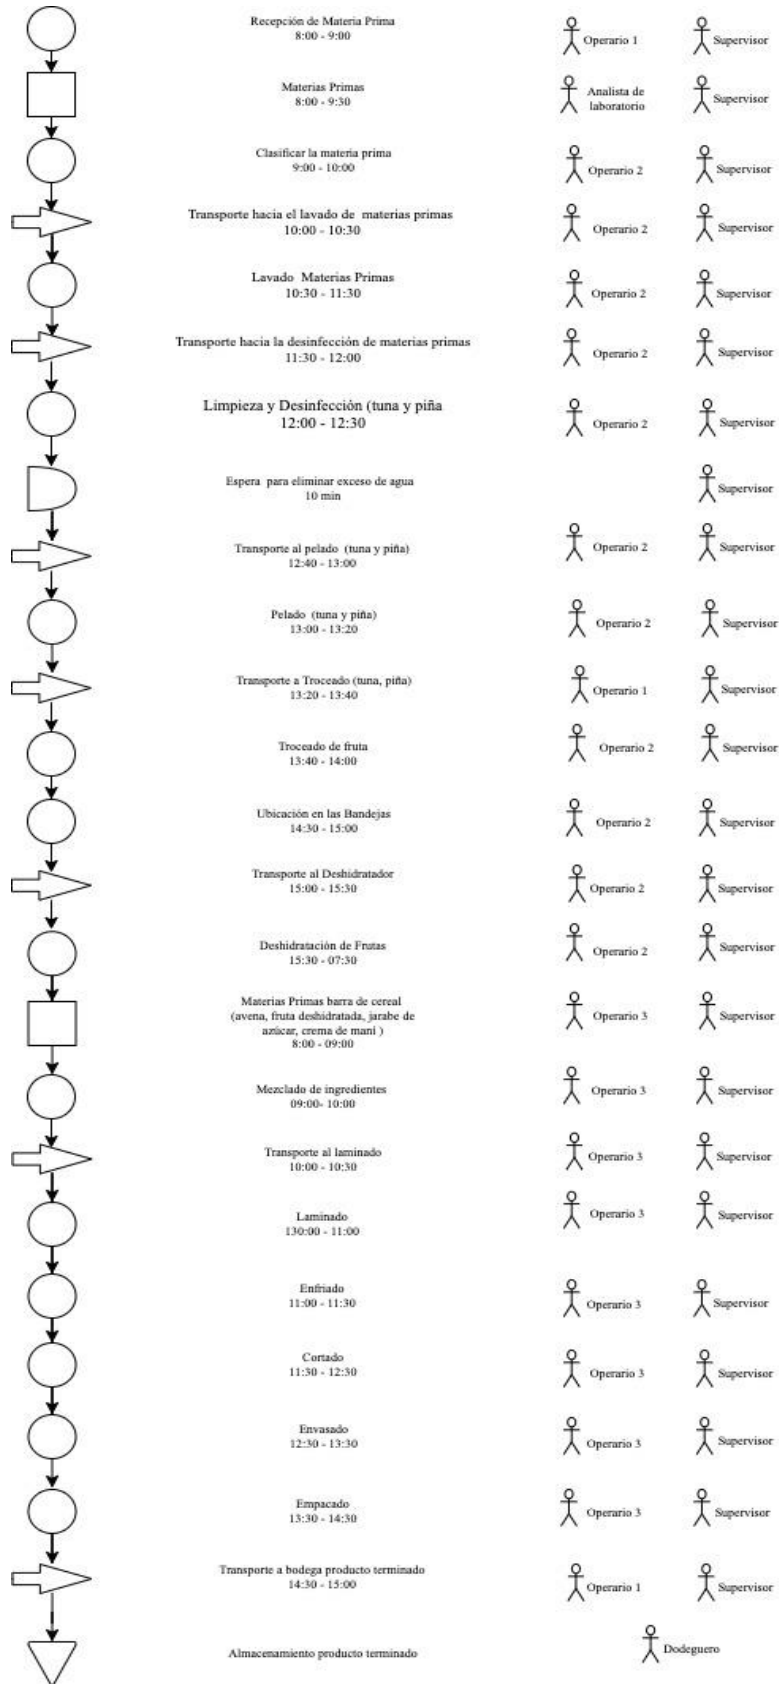 Recepción de Materia Prima
8:00 - 9:00
Operario 1
Supervisor
Materias Primas
8:00 - 9:30
Analista de
laboratorio
Supervisor
Clasificar la materia prima
9:00 - 10:00
Operario 2
Supervisor
Transporte hacia el lavado de materias primas
10:00 - 10:30
Operario 2
Supervisor
Lavado Materias Primas
10:30 - 11:30
Operario 2
Supervisor
Transporte hacia la desinfección de materias primas
11:30 - 12:00
Operario 2
Supervisor
Limpieza y Desinfección (tuna y piña
12:00 - 12:30
Operario 2
Supervisor
Espera para eliminar exceso de agua
10 min
Supervisor
Transporte al pelado (tuna y piña)
12:40 - 13:00
Operario 2
Supervisor
Pelado (tuna y piña)
13:00 - 13:20
Operario 2
Supervisor
Transporte a Troceado (tuna, piña)
13:20 - 13:40
Operario 1
Supervisor
Troceado de fruta
13:40 - 14:00
Operario 2
Supervisor
Ubicación en las Bandejas
14:30 - 15:00
Operario 2
Supervisor
Transporte al Deshidratador
15:00 - 15:30
Operario 2
Supervisor
Deshidratación de Frutas
15:30 - 07:30
Operario 2
Supervisor
Materias Primas barra de cereal
(avena, fruta deshidratada, jarabe de
azúcar, crema de maní )
8:00 - 09:00
Operario 3
Supervisor
Mezclado de ingredientes
09:00- 10:00
Operario 3
Supervisor
Transporte al laminado
10:00 - 10:30
Operario 3
Supervisor
Laminado
130:00 - 11:00
Operario 3
Supervisor
Enfriado
11:00 - 11:30
Operario 3
Supervisor
Cortado
11:30 - 12:30
Operario 3
Supervisor
Envasado
12:30 - 13:30
Operario 3
Supervisor
Empacado
13:30 - 14:30
Operario 3
Supervisor
Transporte a bodega producto terminado
14:30 - 15:00
Operario 1
Supervisor
Almacenamiento producto terminado
Dodeguero